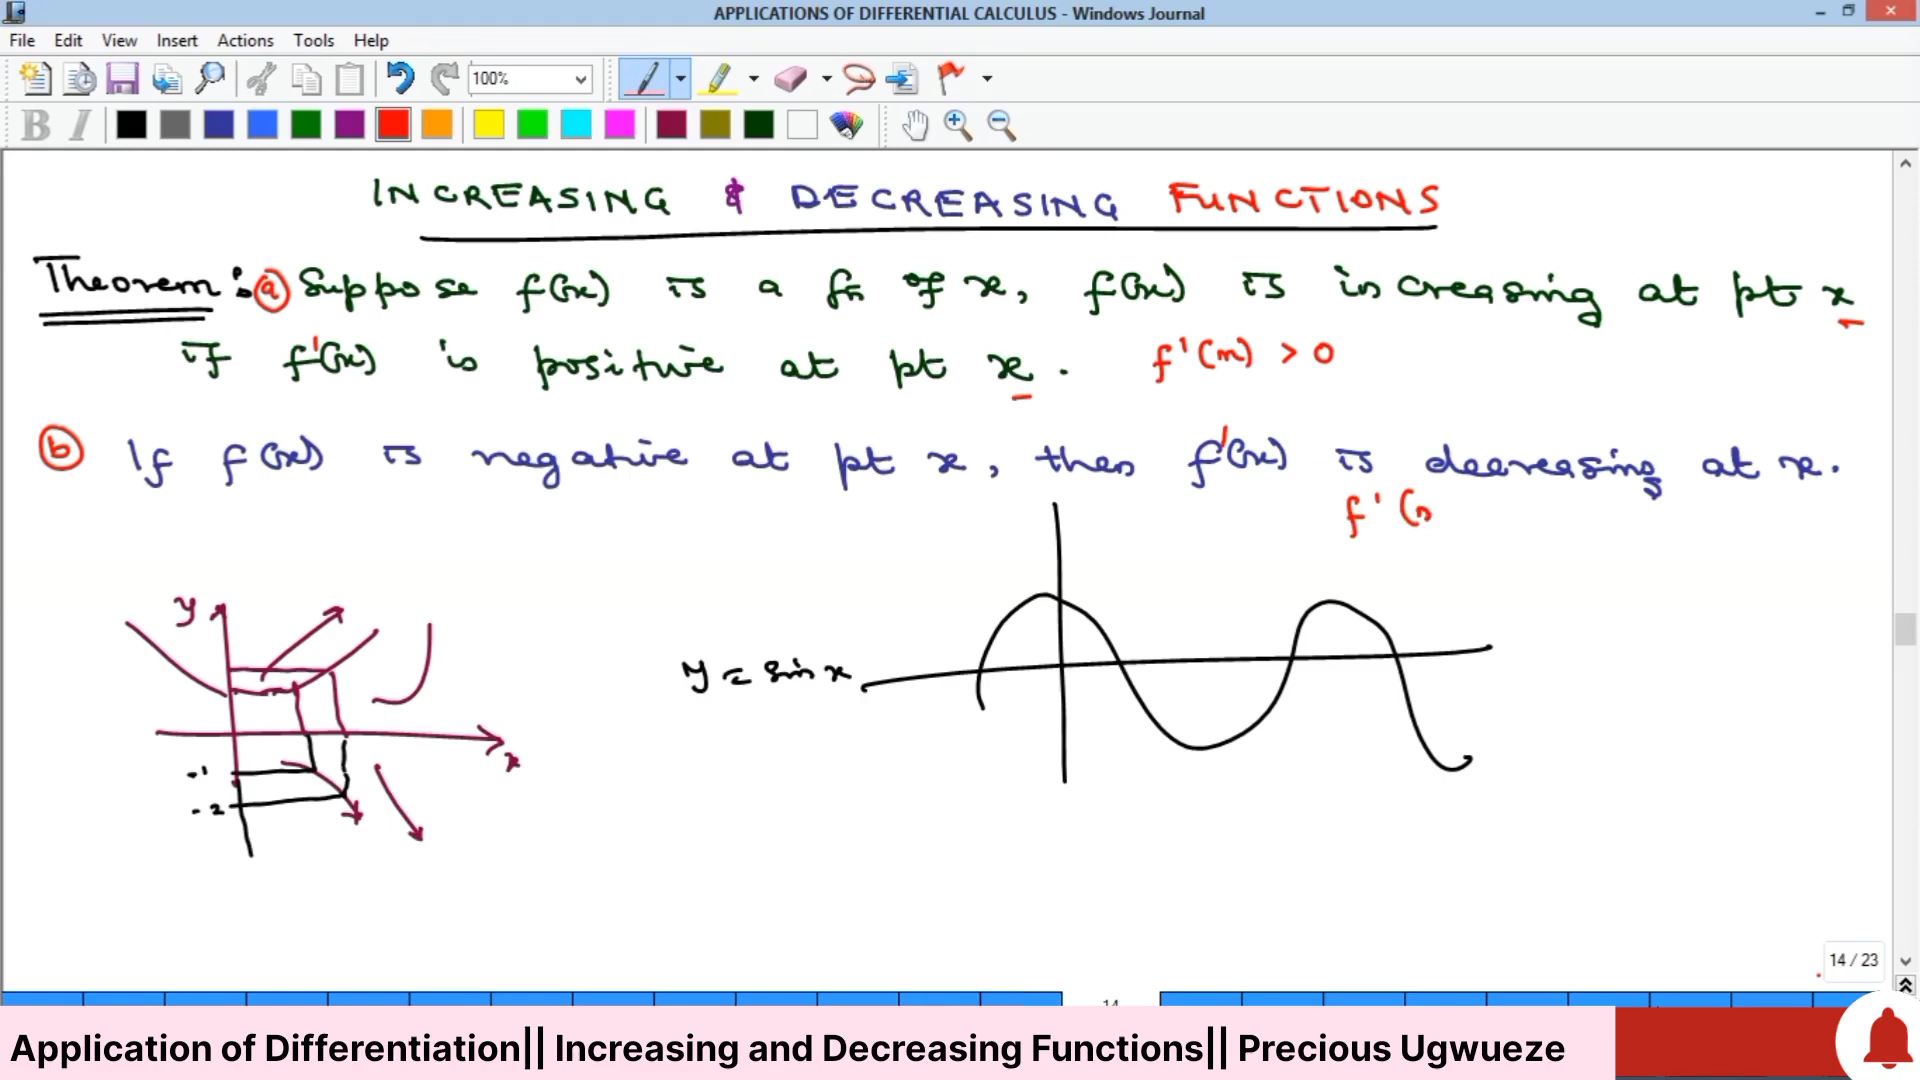 APPLICATIONS OF DIFFERENTIAL CALCULUS - Windows Journal
File Edit View Insert Actions Tools Help
100%
B I
INCREASING & DECREASING FUNCTIONS
Theorem: (a) Suppose f(x) is a fn of x, f(x) is increasing at pt x
if f'(x) is positive at pt x. f'(x) > 0
(b) If f(x) is negative at pt x, then f'(x) is decreasing at x.
f'(
y
y = sin x
x
-1
-2
14 / 23
14
Application of Differentiation|| Increasing and Decreasing Functions|| Precious Ugwueze